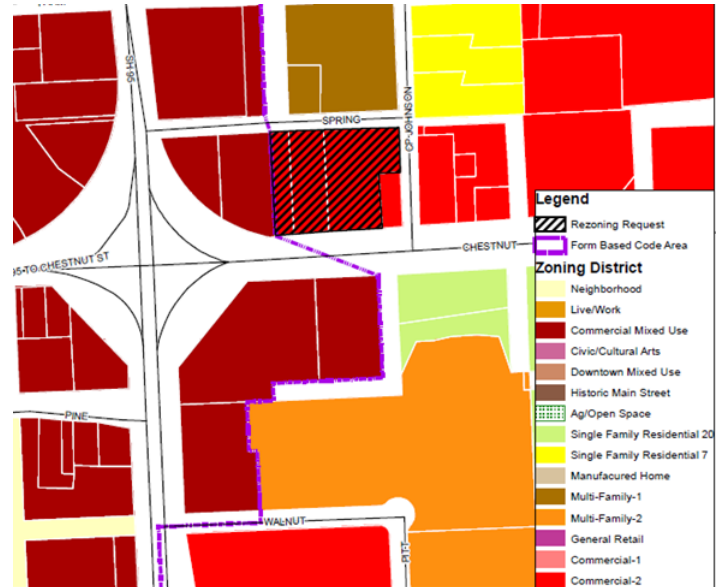 SH 95
SPRING
CP-JOHNSON
CHESTNUT
95-TO CHESTNUT ST
PINE
WALNUT
Legend
Rezoning Request
Form Based Code Area
Zoning District
Neighborhood
Live/Work
Commercial Mixed Use
Civic/Cultural Arts
Downtown Mixed Use
Historic Main Street
Ag/Open Space
Single Family Residential 20
Single Family Residential 7
Manufacured Home
Multi-Family-1
Multi-Family-2
General Retail
Commercial-1
Commercial-2